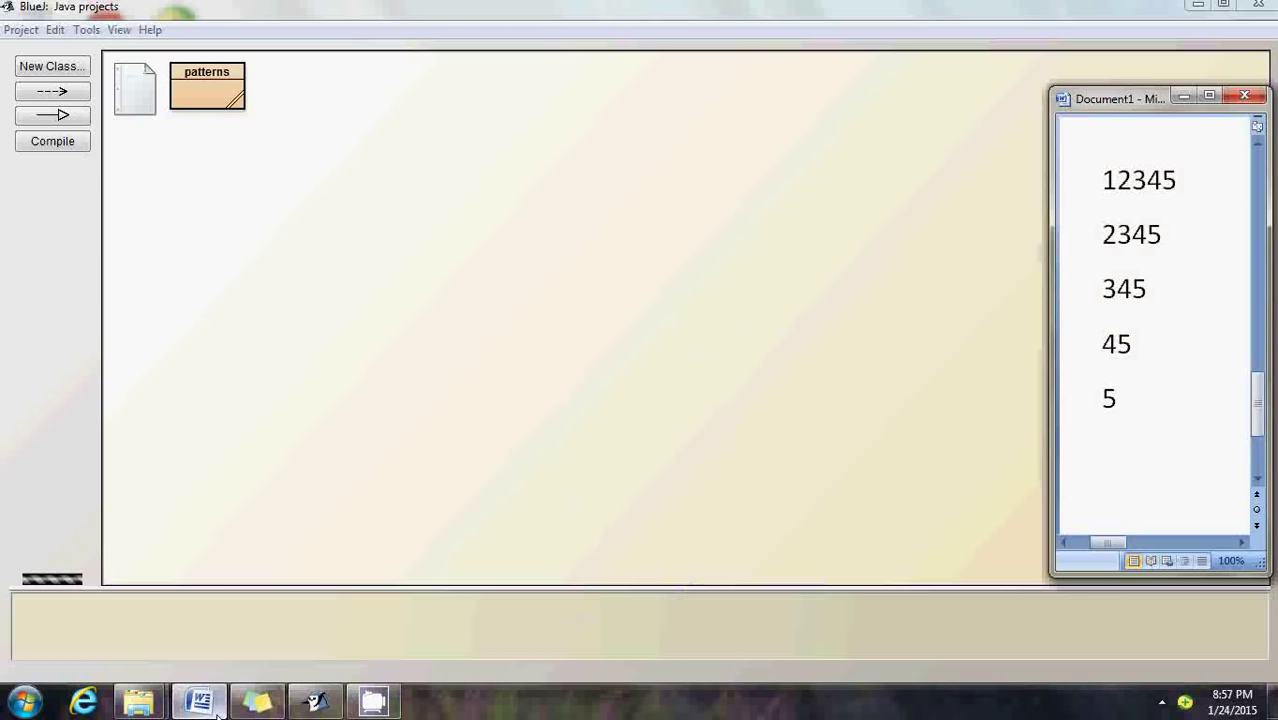 BlueJ: Java projects
Project Edit Tools View Help
New Class...
Compile
patterns
Document1 - Mi...
12345
2345
345
45
5
100%
8:57 PM
1/24/2015